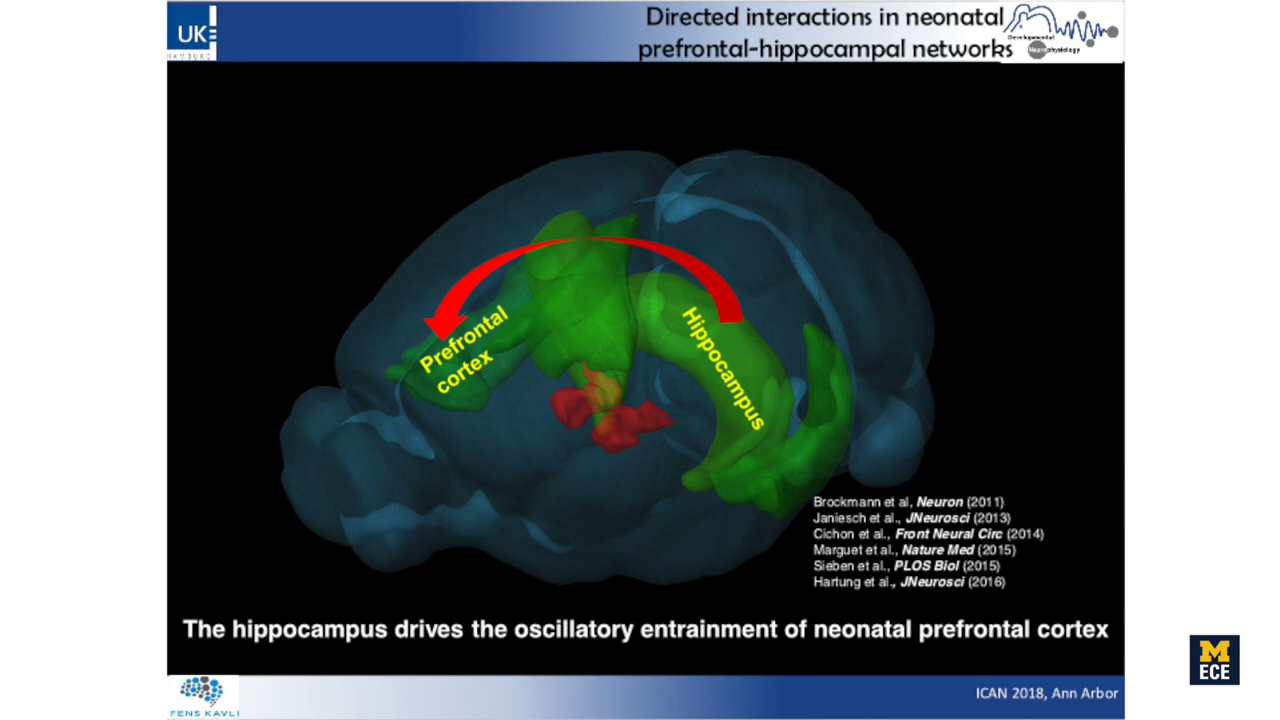 UKE
HAMBURG
Directed interactions in neonatal
prefrontal-hippocampal networks
Developmental
Neurophysiology
Prefrontal
cortex
Hippocampus
Brockmann et al, Neuron (2011)
Janiesch et al., JNeurosci (2013)
Cichon et al., Front Neural Circ (2014)
Marguet et al., Nature Med (2015)
Sieben et al., PLOS Biol (2015)
Hartung et al., JNeurosci (2016)
The hippocampus drives the oscillatory entrainment of neonatal prefrontal cortex
FENS KAVLI
ICAN 2018, Ann Arbor
M
ECE